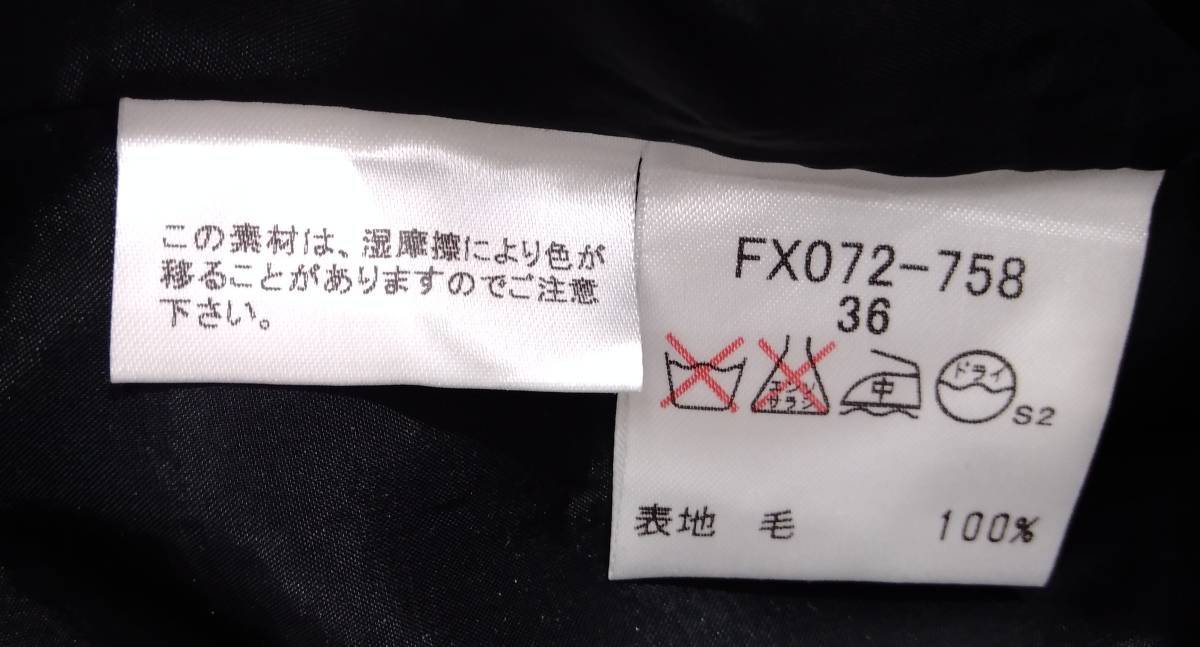 この素材は、湿摩擦により色が
移ることがありますのでご注意
下さい。
FX072-758
36
エンソ
サラシ
中
ドライ
S2
表地 毛 100%